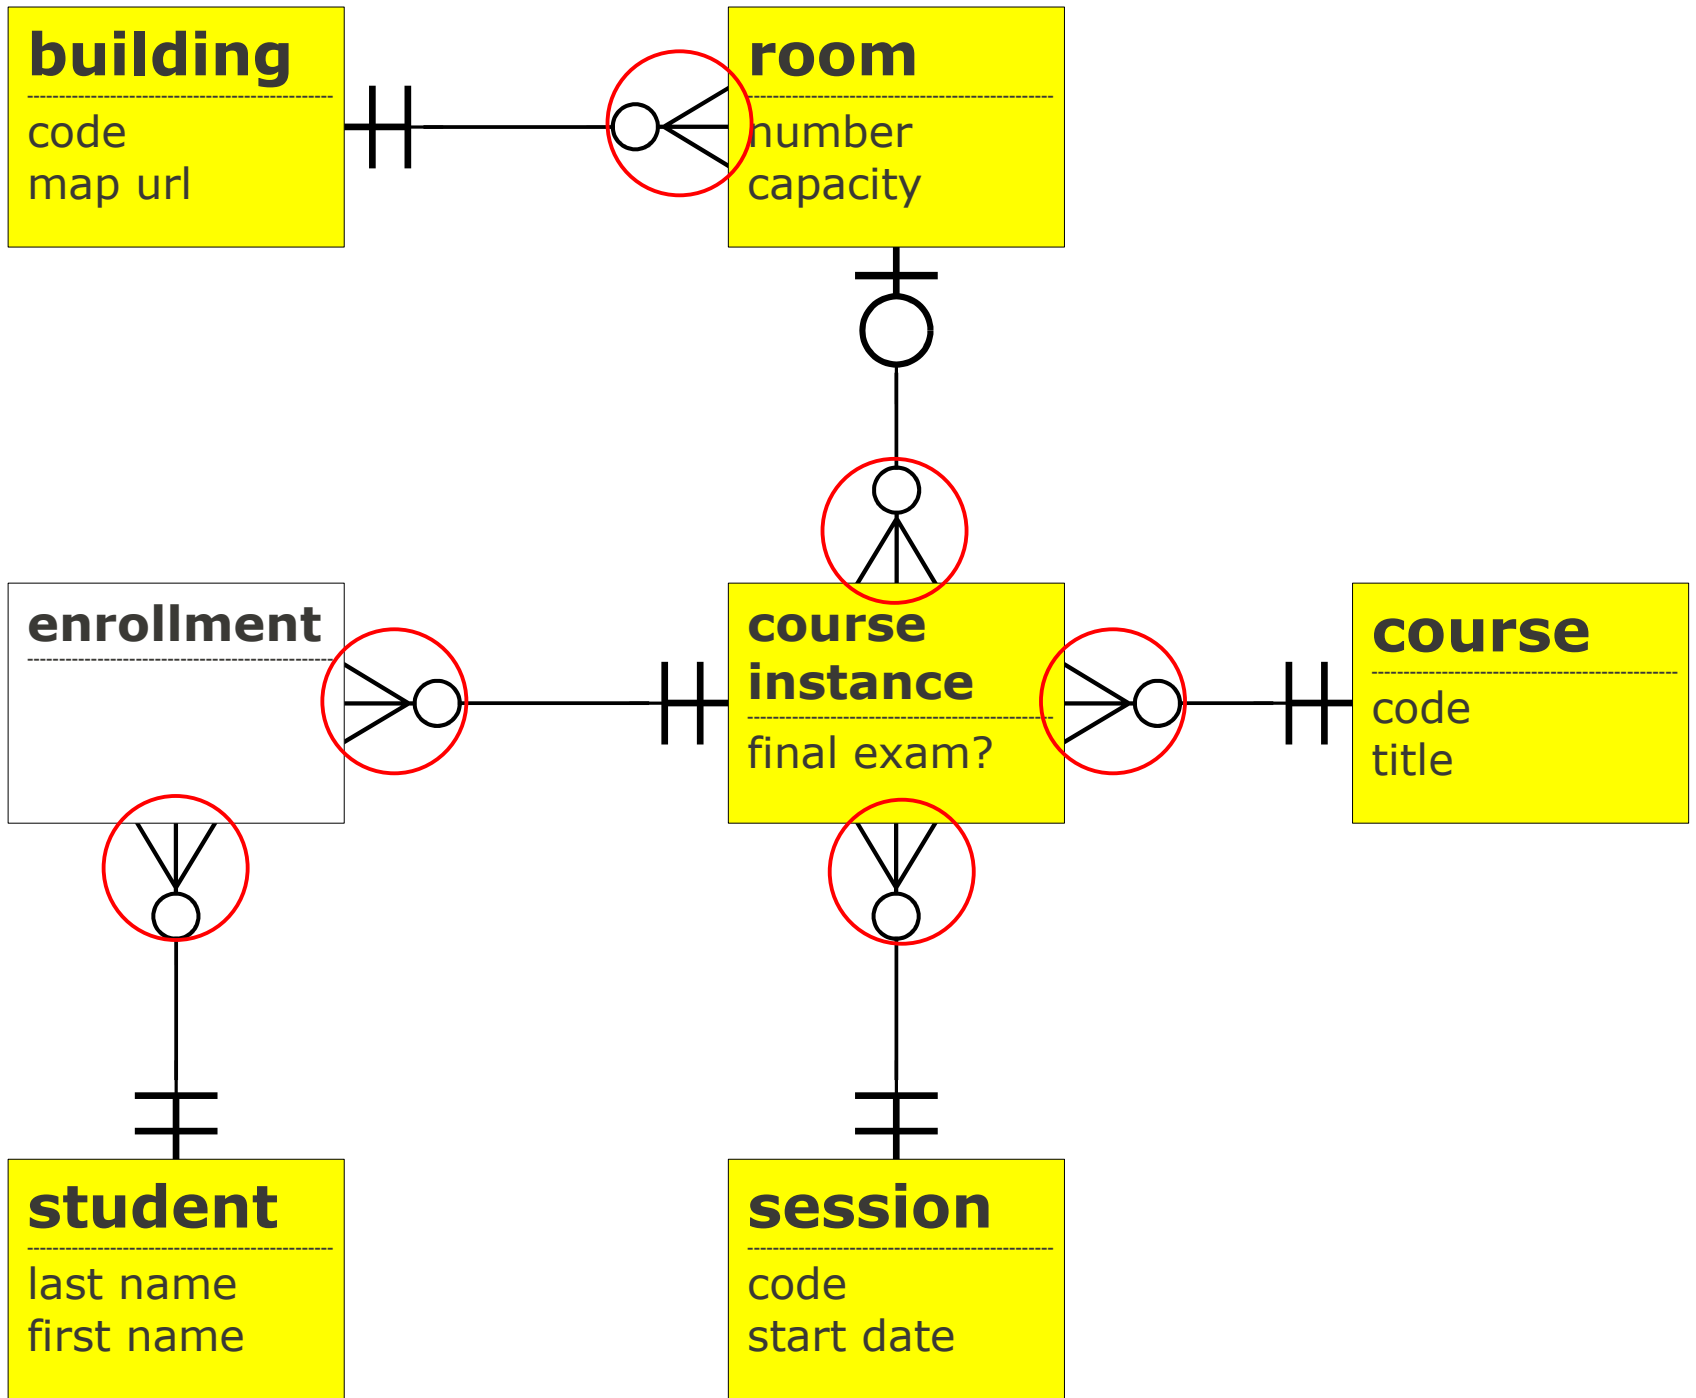 building
code
map url
room
number
capacity
enrollment
course
instance
final exam?
course
code
title
student
last name
first name
session
code
start date